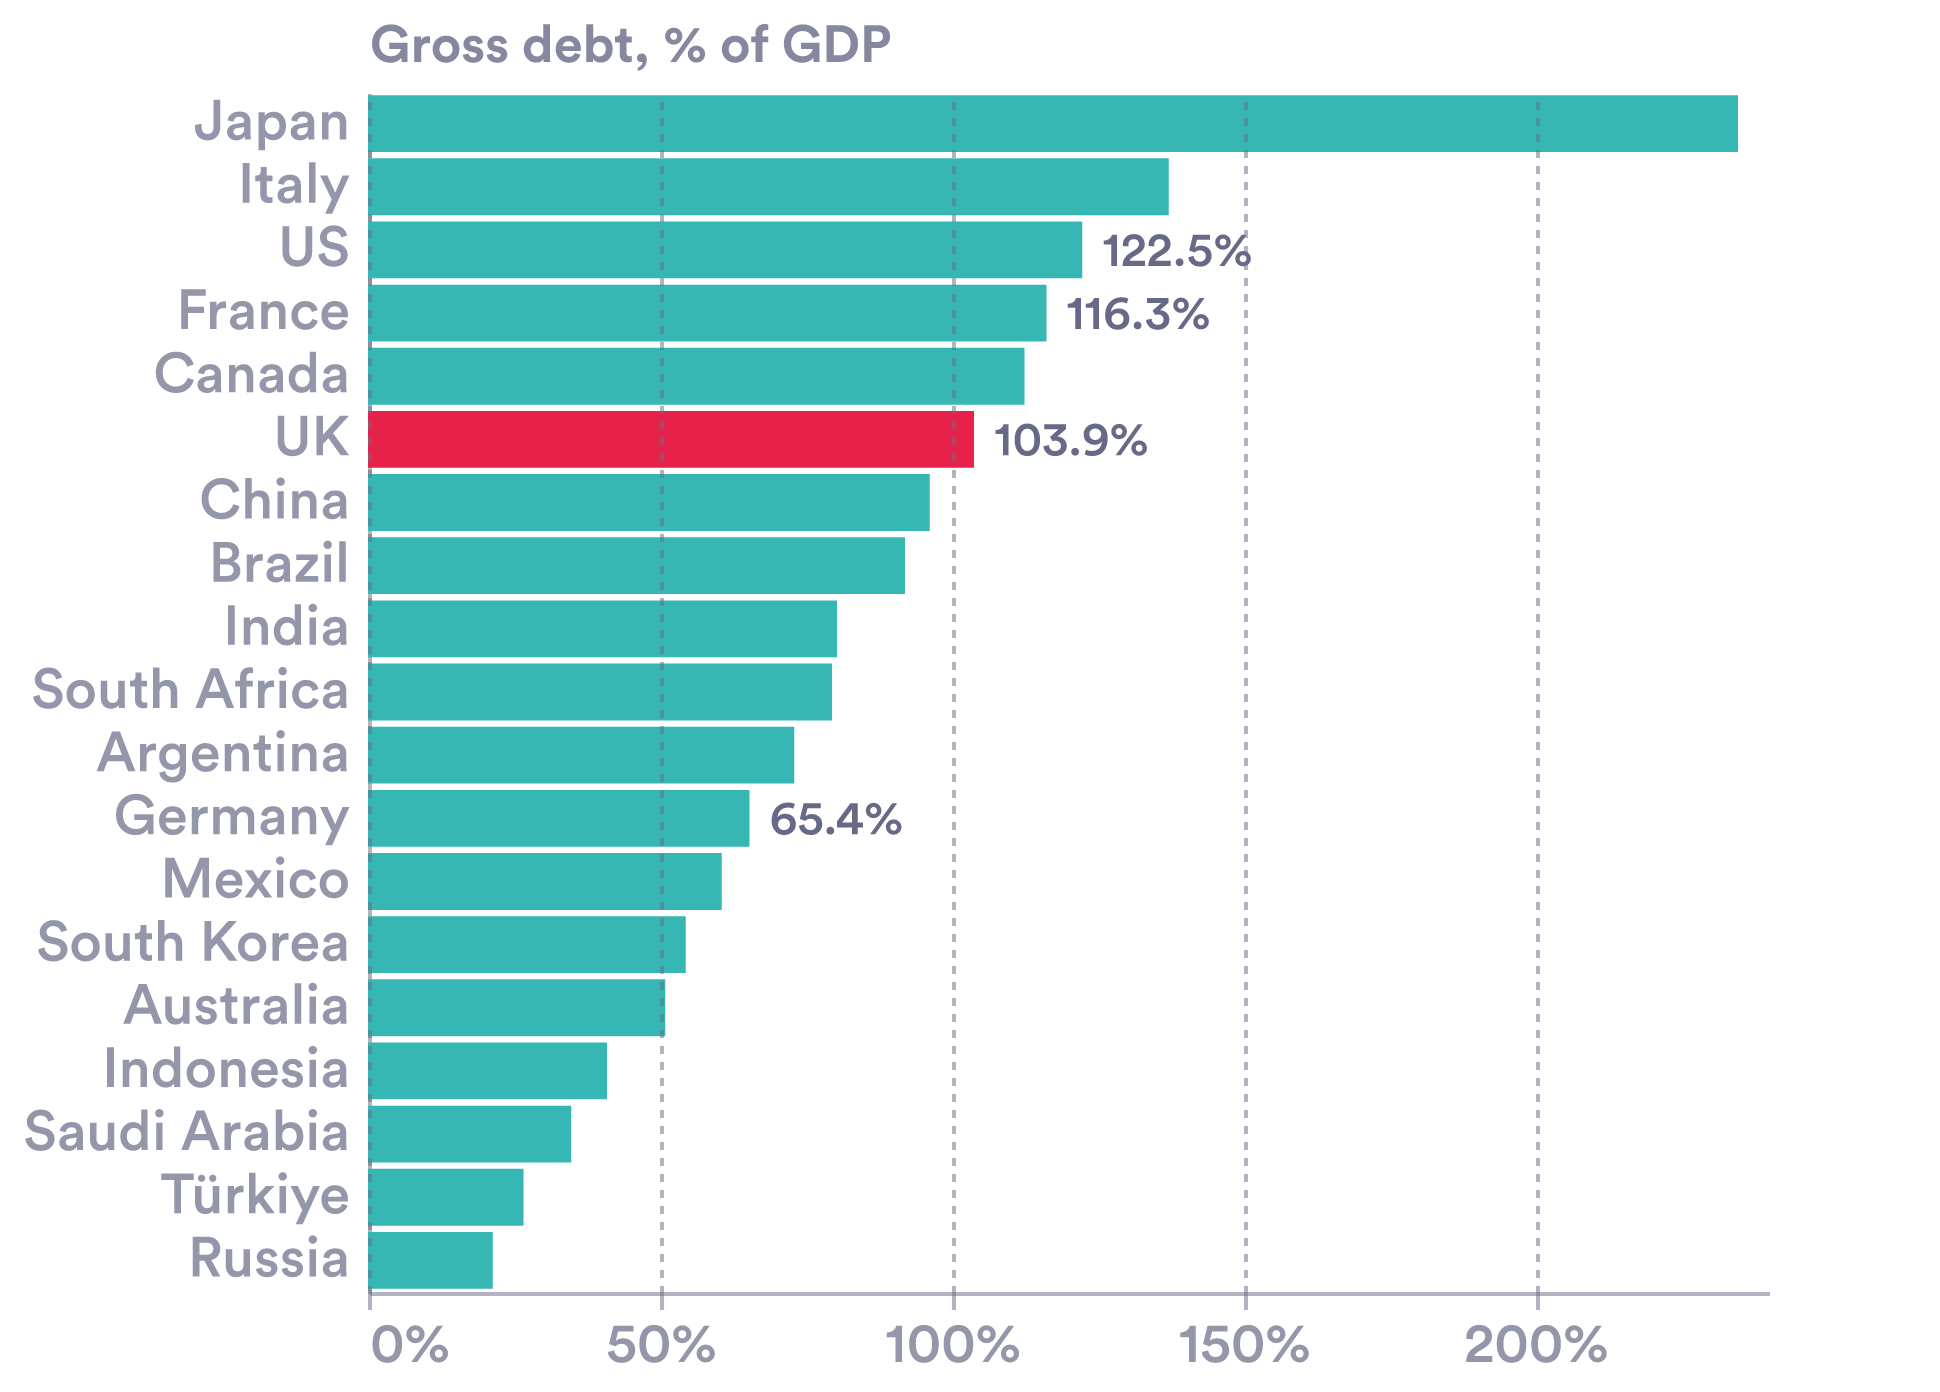 Gross debt, % of GDP
Japan
Italy
US 122.5%
France 116.3%
Canada
UK 103.9%
China
Brazil
India
South Africa
Argentina
Germany 65.4%
Mexico
South Korea
Australia
Indonesia
Saudi Arabia
Türkiye
Russia
0% 50% 100% 150% 200%